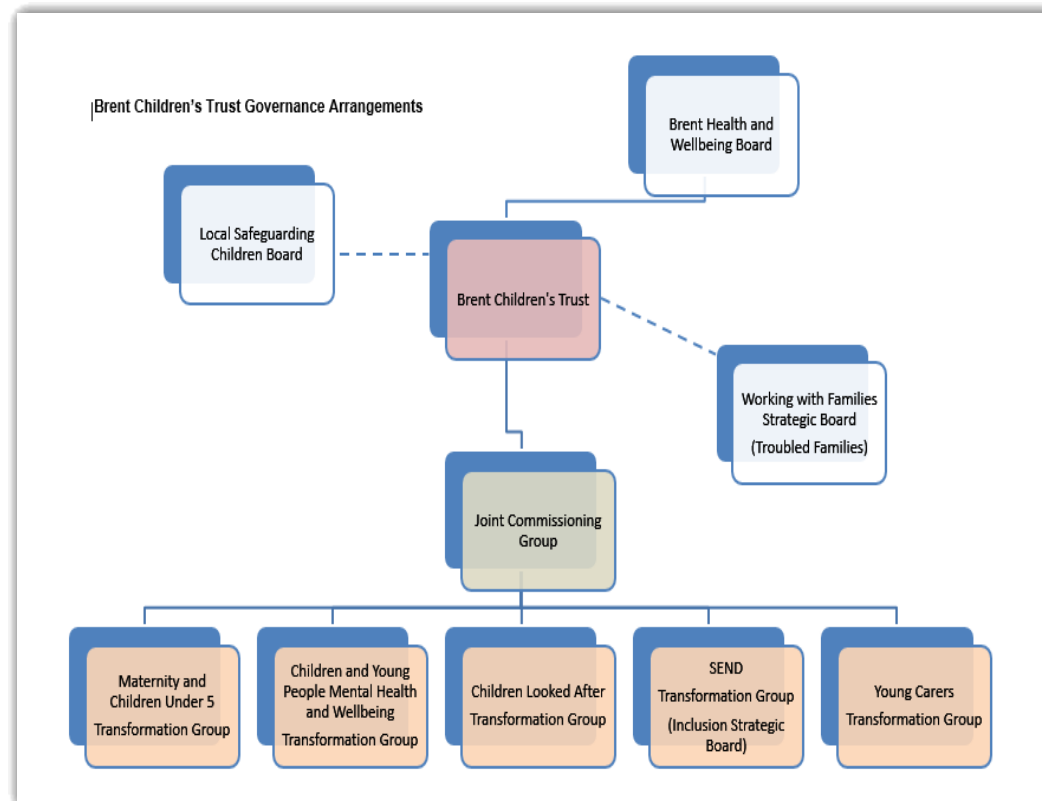 Brent Children's Trust Governance Arrangements
Brent Health and
Wellbeing Board
Local Safeguarding
Children Board
Brent Children's Trust
Working with Families
Strategic Board
(Troubled Families)
Joint Commissioning
Group
Maternity and
Children Under 5
Transformation Group
Children and Young
People Mental Health
and Wellbeing
Transformation Group
Children Looked After
Transformation Group
SEND
Transformation Group
(Inclusion Strategic
Board)
Young Carers
Transformation Group